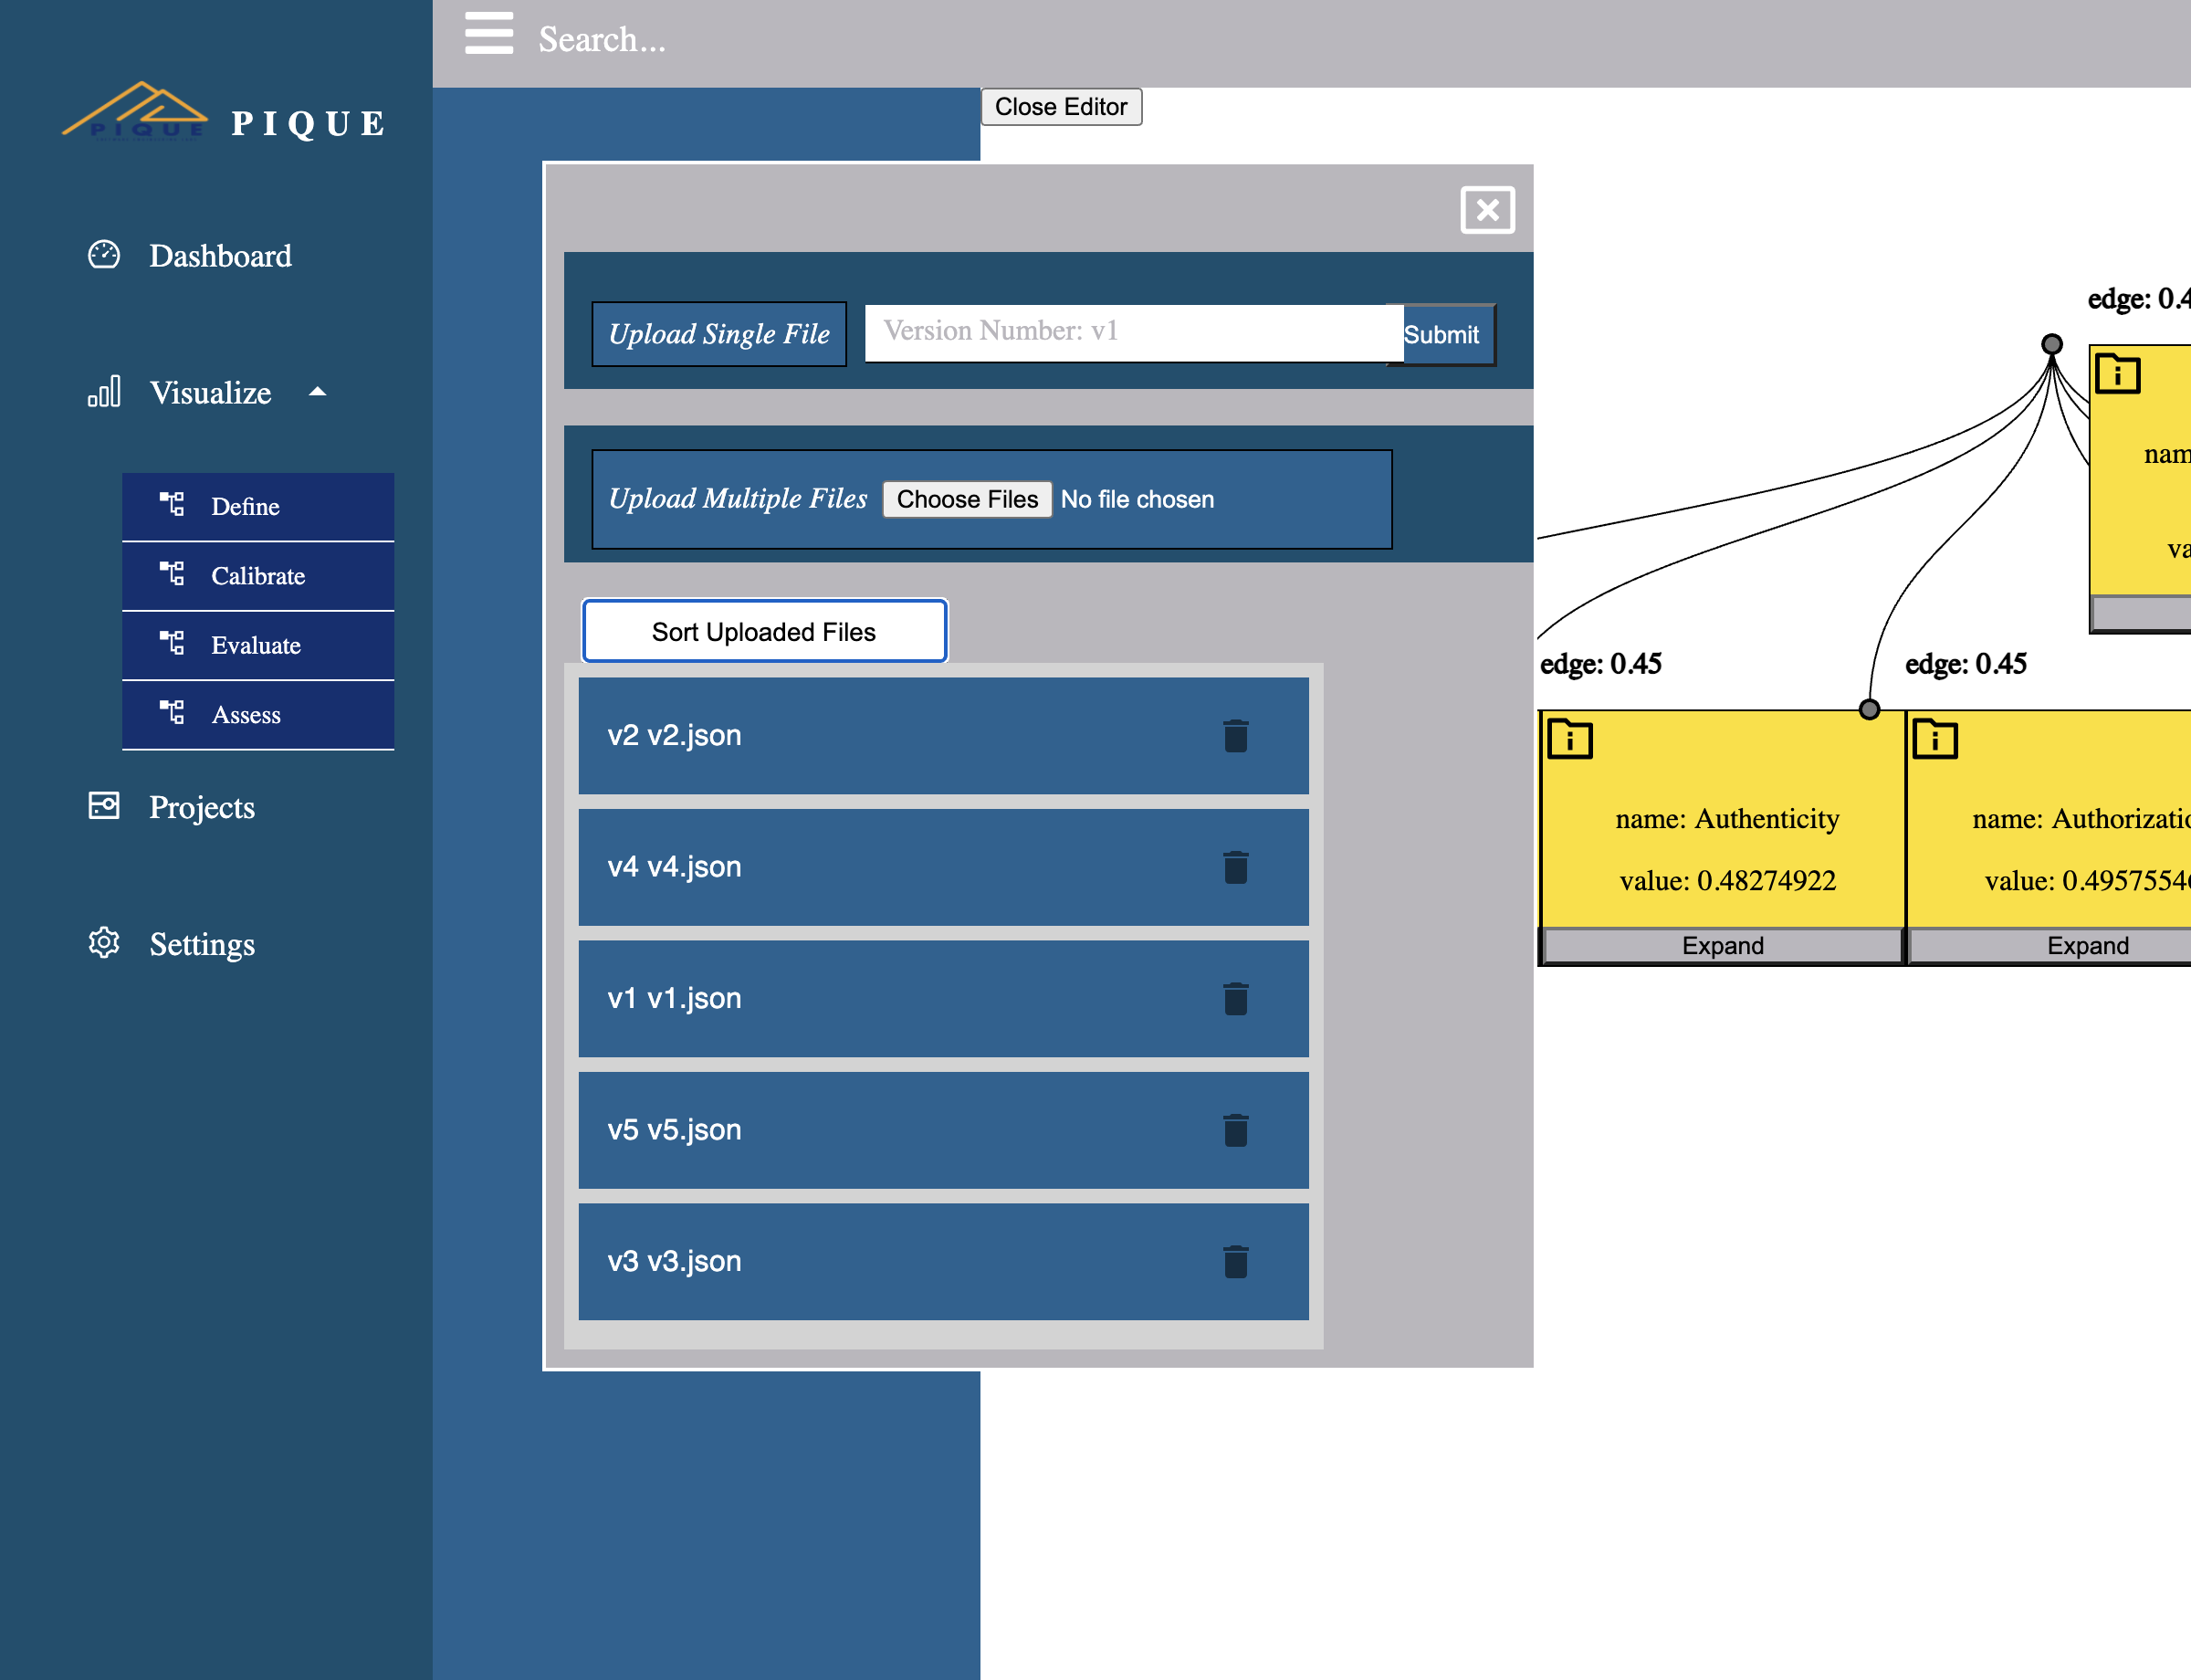 PIQUE
PIQUE
Dashboard
Visualize
Define
Calibrate
Evaluate
Assess
Projects
Settings
Search...
Close Editor
Upload Single File
Version Number: v1
Submit
Upload Multiple Files
Choose Files
No file chosen
Sort Uploaded Files
v2 v2.json
v4 v4.json
v1 v1.json
v5 v5.json
v3 v3.json
edge: 0.4
nam
va
edge: 0.45
edge: 0.45
name: Authenticity
value: 0.48274922
Expand
name: Authorizatio
value: 0.4957554
Expand